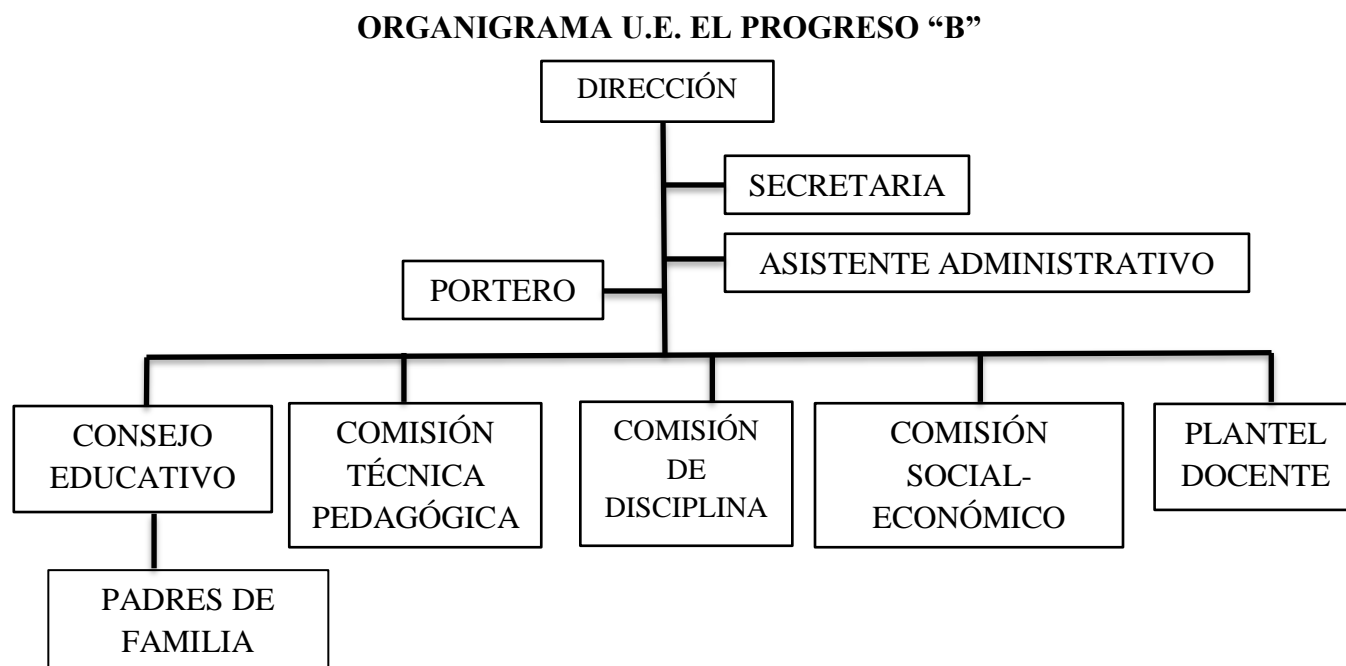 ORGANIGRAMA U.E. EL PROGRESO “B”
DIRECCIÓN
SECRETARIA
ASISTENTE ADMINISTRATIVO
PORTERO
CONSEJO
EDUCATIVO
COMISIÓN
TÉCNICA
PEDAGÓGICA
COMISIÓN
DE
DISCIPLINA
COMISIÓN
SOCIAL-
ECONÓMICO
PLANTEL
DOCENTE
PADRES DE
FAMILIA